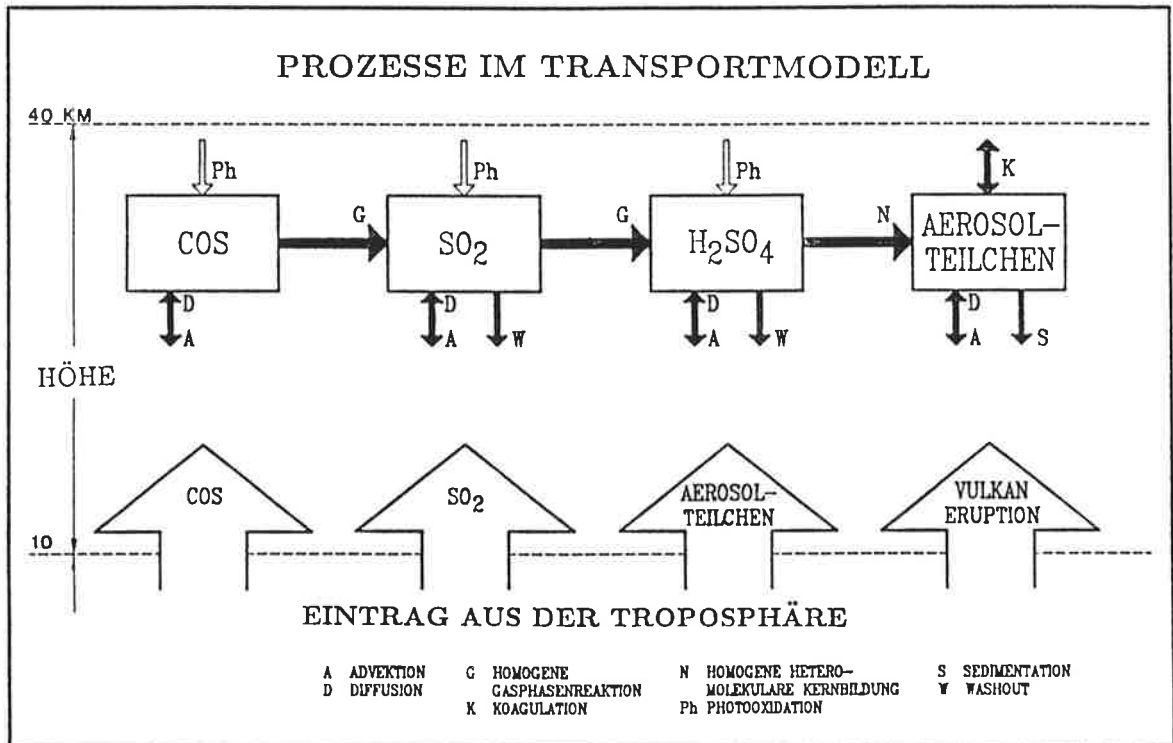 PROZESSE IM TRANSPORTMODELL
40 KM
Ph
Ph
Ph
K
COS
G
SO2
G
H2SO4
N
AEROSOL-
TEILCHEN
D
A
D
A
W
D
A
W
D
A
S
HÖHE
COS
SO2
AEROSOL-
TEILCHEN
VULKAN
ERUPTION
10
EINTRAG AUS DER TROPOSPHÄRE
A ADVEKTION
D DIFFUSION
G HOMOGENE
GASPHASENREAKTION
K KOAGULATION
N HOMOGENE HETERO-
MOLEKULARE KERNBILDUNG
Ph PHOTOOXIDATION
S SEDIMENTATION
W WASHOUT